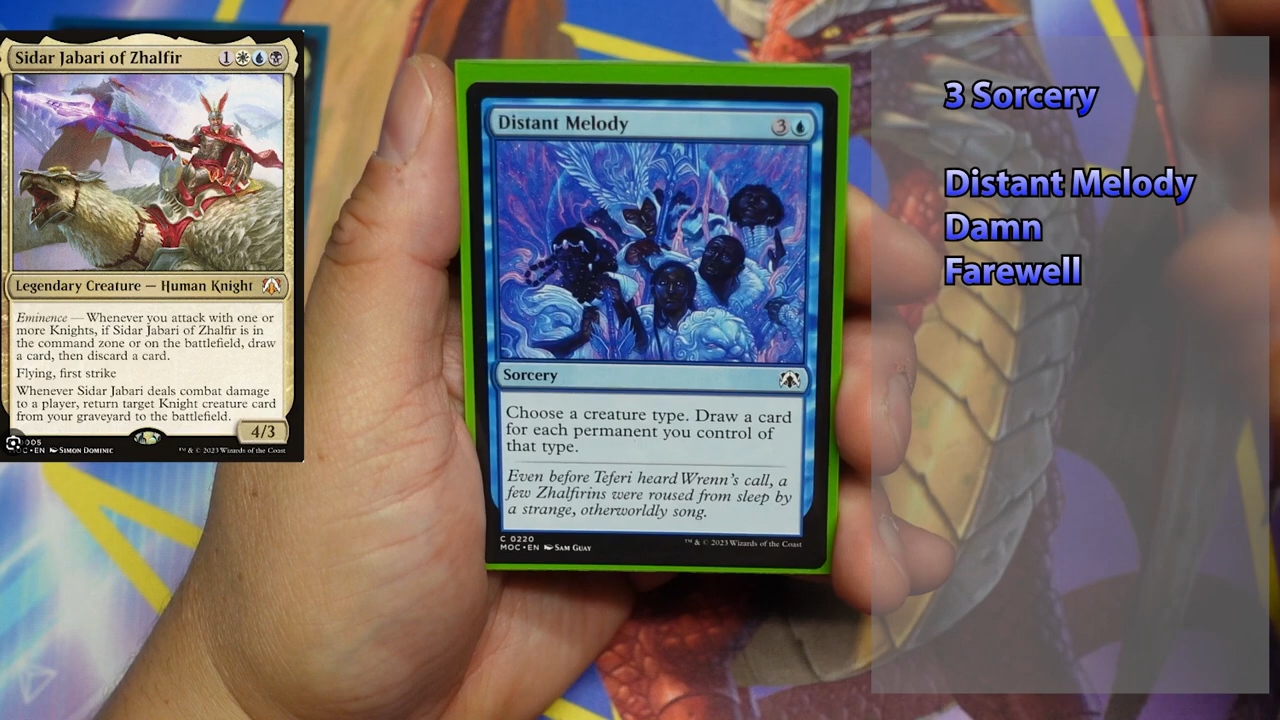 Sidar Jabari of Zhalfir
1
Legendary Creature — Human Knight
Eminence — Whenever you attack with one or
more Knights, if Sidar Jabari of Zhalfir is in
the command zone or on the battlefield, draw
a card, then discard a card.
Flying, first strike
Whenever Sidar Jabari deals combat damage
to a player, return target Knight creature card
from your graveyard to the battlefield.
4/3
EN SIMON DOMINIC
™ & © 2023 Wizards of the Coast
Distant Melody
3
Sorcery
Choose a creature type. Draw a card
for each permanent you control of
that type.
Even before Teferi heard Wrenn's call, a
few Zhalfirins were roused from sleep by
a strange, otherworldly song.
C 0220
MOC • EN SAM GUAY
™ & © 2023 Wizards of the Coast
3 Sorcery
Distant Melody
Damn
Farewell